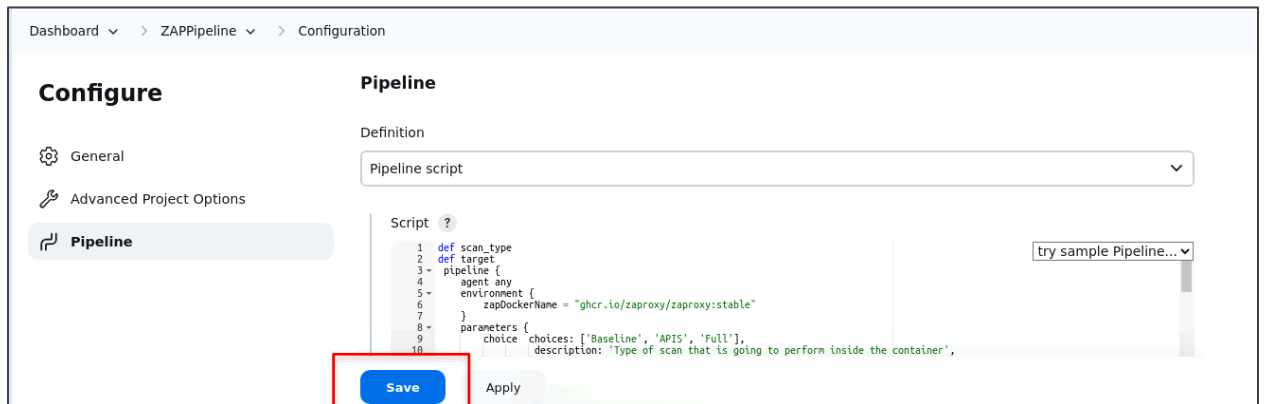 Dashboard > ZAPPipeline > Configuration
Configure
General
Advanced Project Options
Pipeline
Pipeline
Definition
Pipeline script
Script ?
try sample Pipeline...
1 def scan_type
2 def target
3 pipeline {
4 agent any
5 environment {
6 zapDockerName = "ghcr.io/zaproxy/zaproxy:stable"
7 }
8 parameters {
9 choice choices: ['Baseline', 'APIS', 'Full'],
10 description: 'Type of scan that is going to perform inside the container',
Save Apply